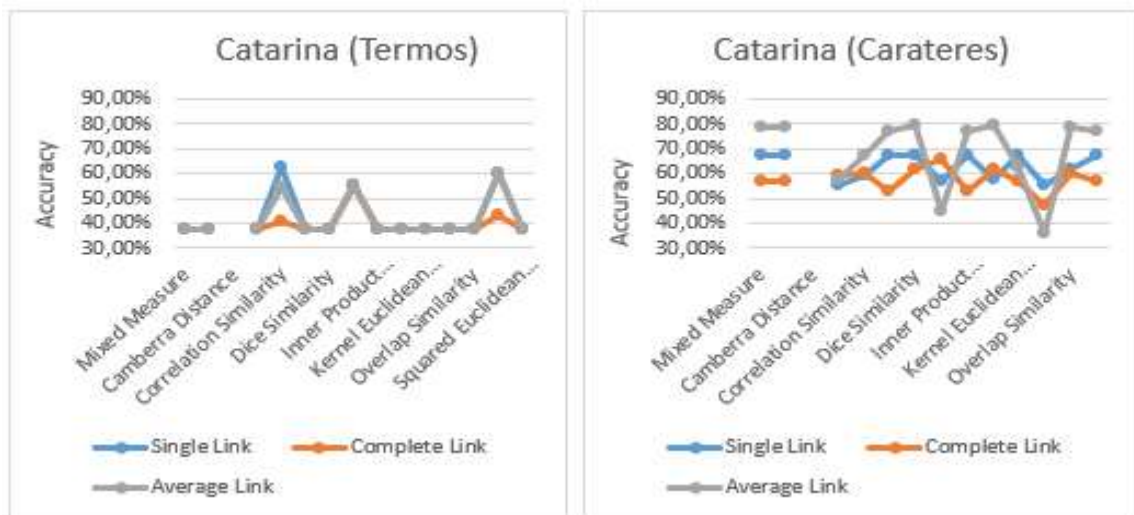 Catarina (Termos)
90,00%
80,00%
70,00%
60,00%
50,00%
40,00%
30,00%
Accuracy
Mixed Measure
Camberra Distance
Correlation Similarity
Dice Similarity
Inner Product...
Kernel Euclidean...
Overlap Similarity
Squared Euclidean...
Single Link
Complete Link
Average Link
Catarina (Carateres)
90,00%
80,00%
70,00%
60,00%
50,00%
40,00%
30,00%
Accuracy
Mixed Measure
Camberra Distance
Correlation Similarity
Dice Similarity
Inner Product...
Kernel Euclidean...
Overlap Similarity
Single Link
Complete Link
Average Link